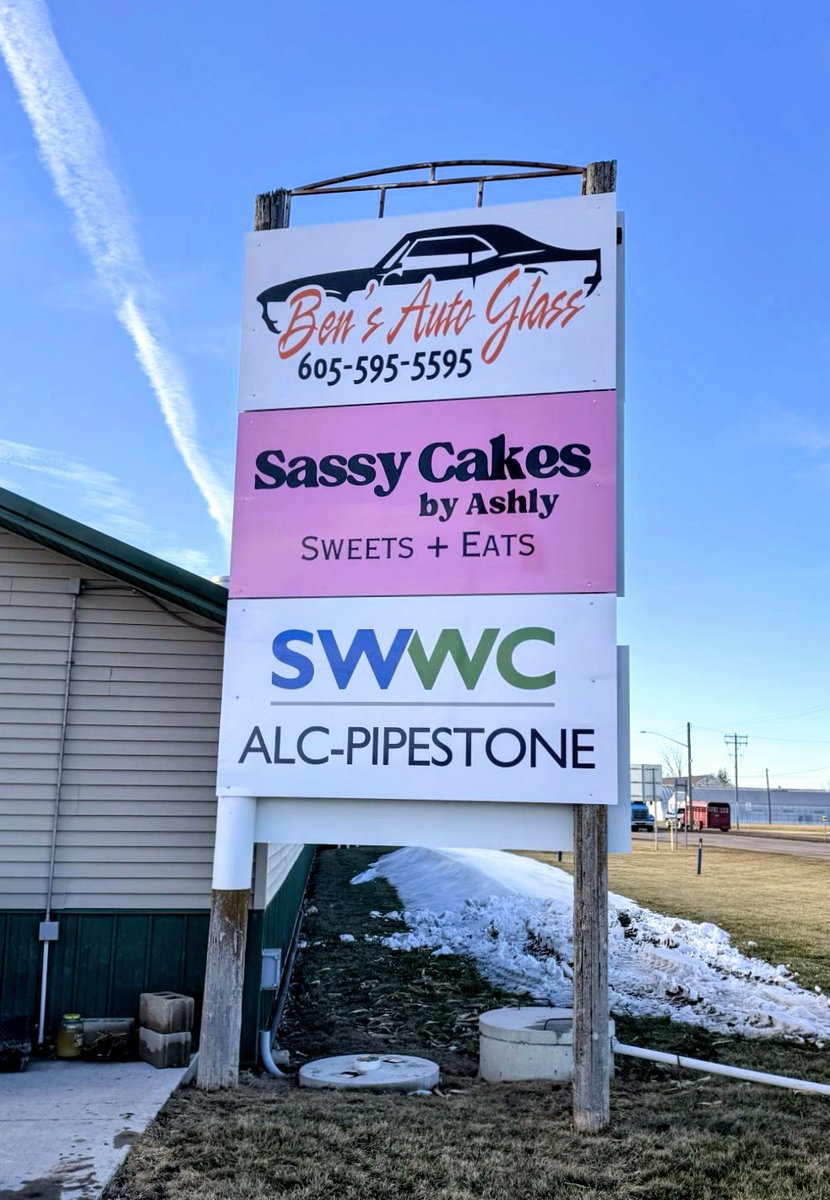 Ben's Auto Glass
605-595-5595
Sassy Cakes
by Ashly
Sweets + Eats
SWWC
ALC-PIPESTONE